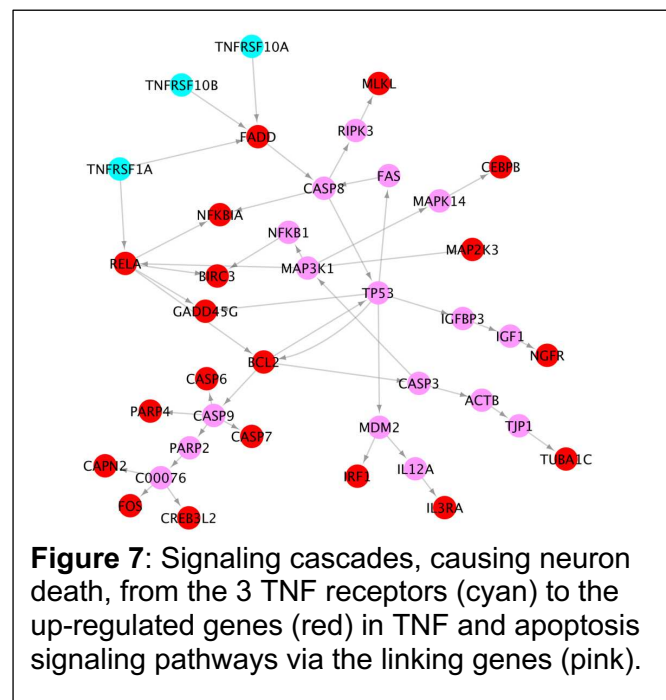 TNFRSF10A
TNFRSF10B
MLKL
RIPK3
FADD
TNFRSF1A
CEBPB
FAS
CASP8
MAPK14
NFKBIA
NFKB1
MAP2K3
RELA
BIRC3
MAP3K1
TP53
GADD45G
IGFBP3
IGF1
NGFR
BCL2
CASP6
CASP3
ACTB
PARP4
CASP9
TJP1
CASP7
MDM2
PARP2
TUBA1C
CAPN2
C00076
IRF1
IL12A
FOS
CREB3L2
IL3RA
Figure 7: Signaling cascades, causing neuron
death, from the 3 TNF receptors (cyan) to the
up-regulated genes (red) in TNF and apoptosis
signaling pathways via the linking genes (pink).